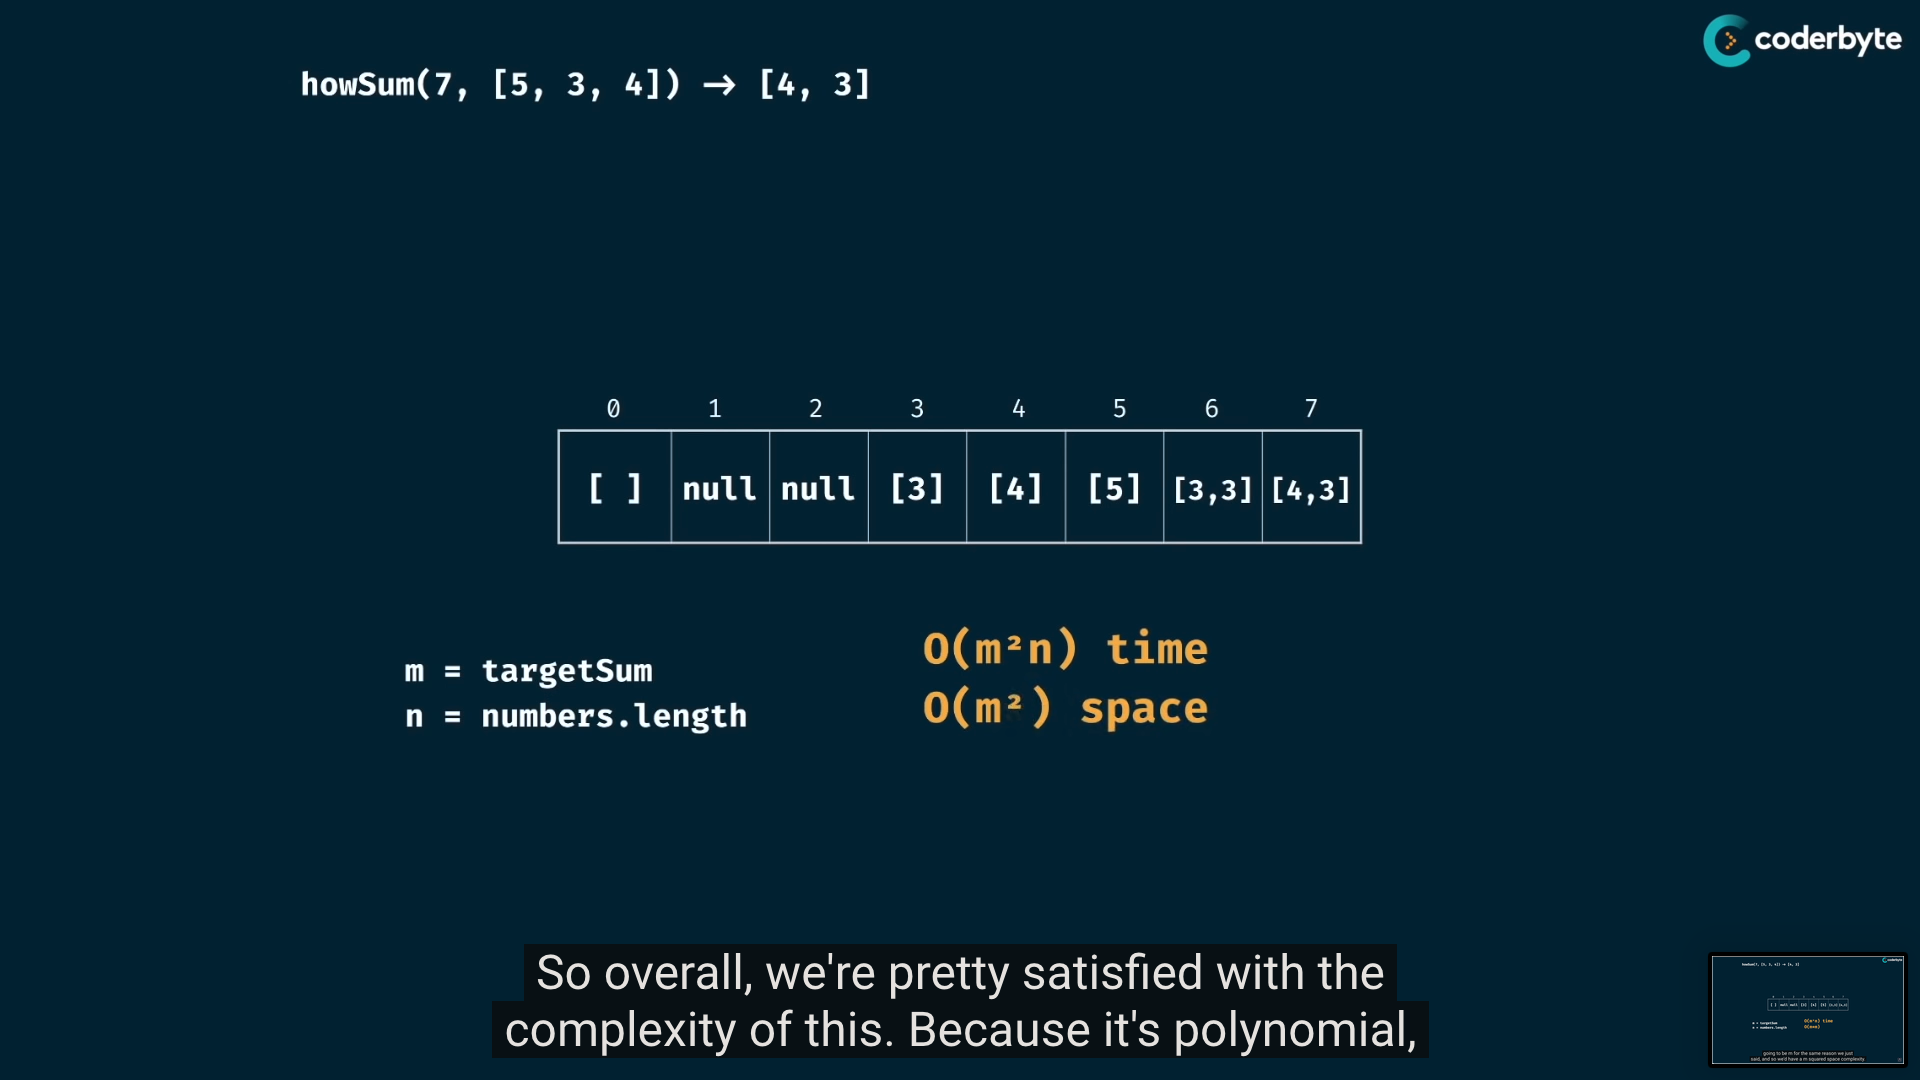 coderbyte
howSum(7, [5, 3, 4]) → [4, 3]
0 1 2 3 4 5 6 7
[ ] null null [3] [4] [5] [3,3] [4,3]
m = targetSum
n = numbers.length
O(m²n) time
O(m²) space
So overall, we're pretty satisfied with the
complexity of this. Because it's polynomial,